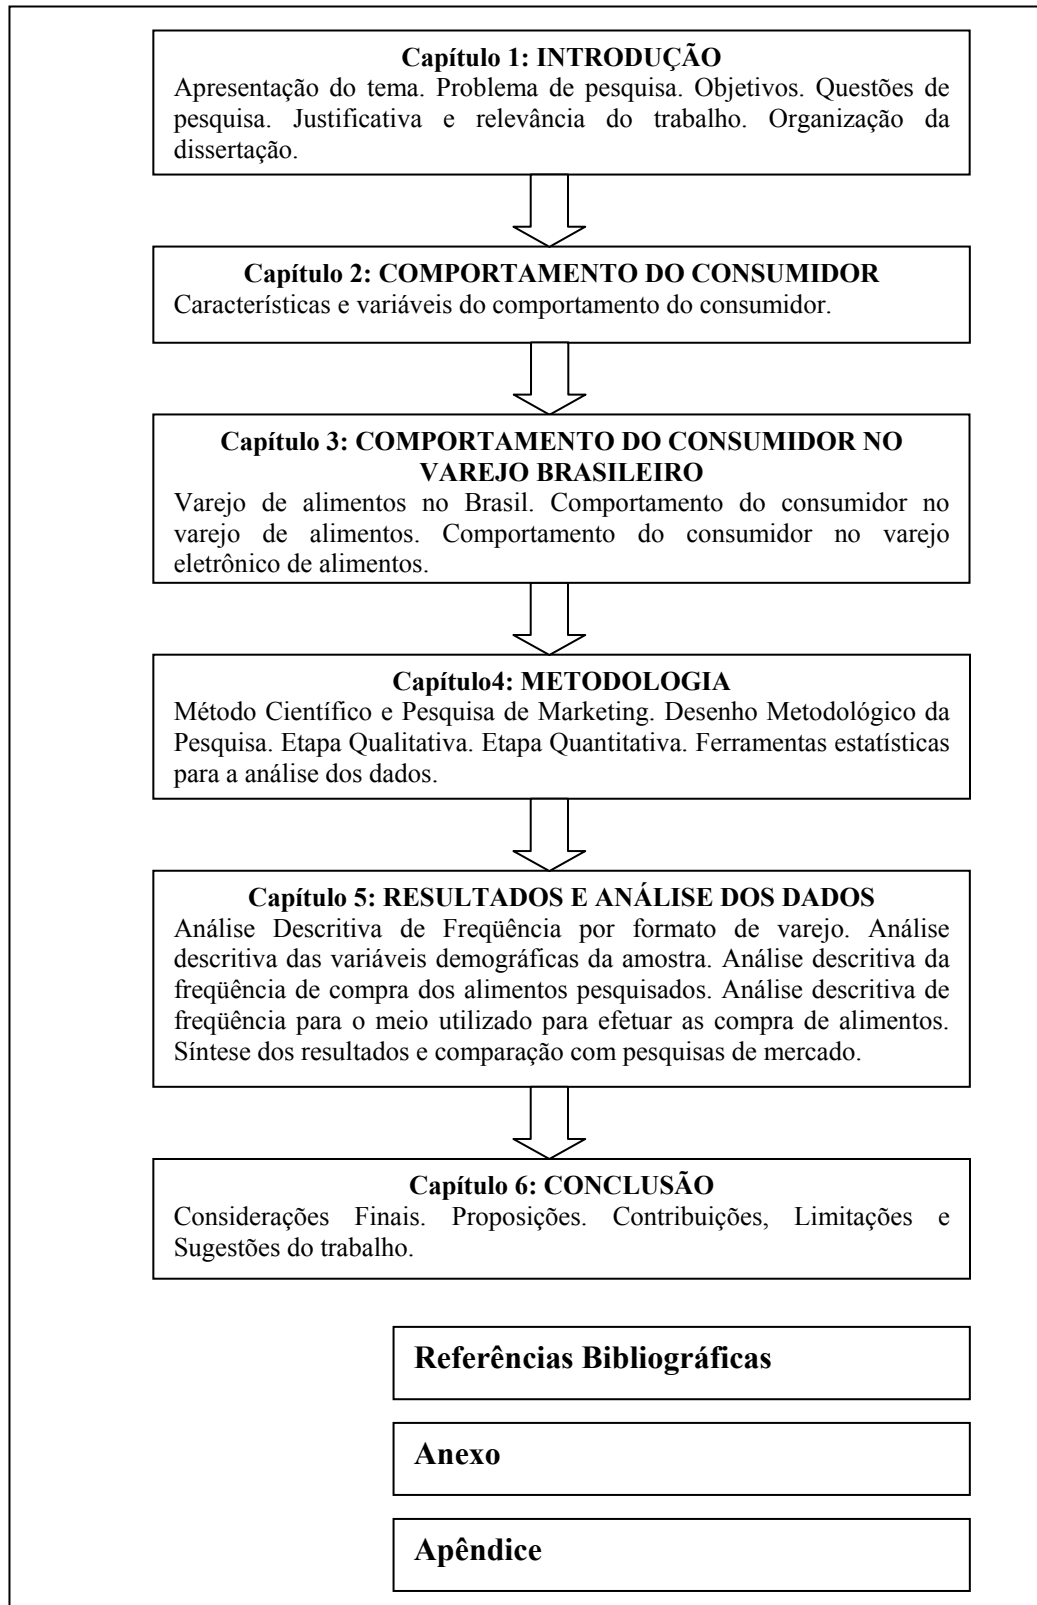 Capítulo 1: INTRODUÇÃO
Apresentação do tema. Problema de pesquisa. Objetivos. Questões de
pesquisa. Justificativa e relevância do trabalho. Organização da
dissertação.
Capítulo 2: COMPORTAMENTO DO CONSUMIDOR
Características e variáveis do comportamento do consumidor.
Capítulo 3: COMPORTAMENTO DO CONSUMIDOR NO
VAREJO BRASILEIRO
Varejo de alimentos no Brasil. Comportamento do consumidor no
varejo de alimentos. Comportamento do consumidor no varejo
eletrônico de alimentos.
Capítulo4: METODOLOGIA
Método Científico e Pesquisa de Marketing. Desenho Metodológico da
Pesquisa. Etapa Qualitativa. Etapa Quantitativa. Ferramentas estatísticas
para a análise dos dados.
Capítulo 5: RESULTADOS E ANÁLISE DOS DADOS
Análise Descritiva de Freqüência por formato de varejo. Análise
descritiva das variáveis demográficas da amostra. Análise descritiva da
freqüência de compra dos alimentos pesquisados. Análise descritiva de
freqüência para o meio utilizado para efetuar as compra de alimentos.
Síntese dos resultados e comparação com pesquisas de mercado.
Capítulo 6: CONCLUSÃO
Considerações Finais. Proposições. Contribuições, Limitações e
Sugestões do trabalho.
Referências Bibliográficas
Anexo
Apêndice